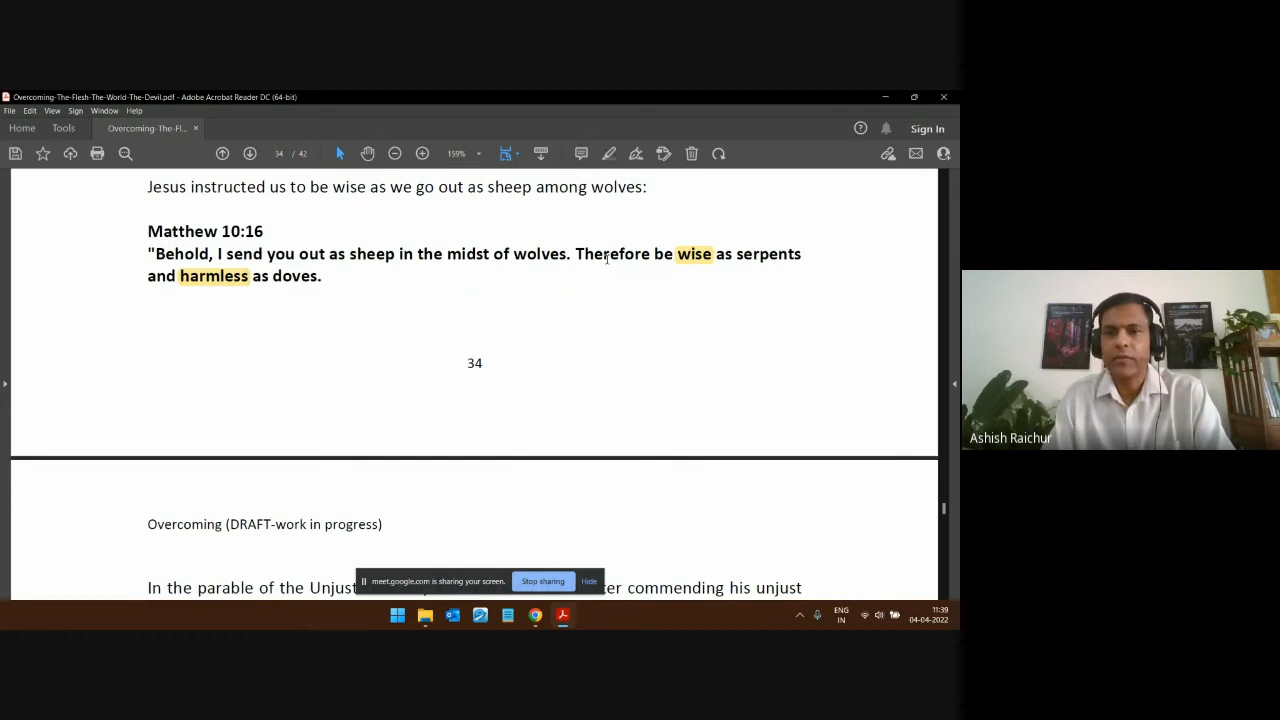 Overcoming-The-Flesh-The-World-The-Devil.pdf - Adobe Acrobat Reader DC (64-bit)
File Edit View Sign Window Help
Home Tools Overcoming-The-Fl... × Sign In
34 / 42 159%
Jesus instructed us to be wise as we go out as sheep among wolves:
Matthew 10:16
"Behold, I send you out as sheep in the midst of wolves. Therefore be wise as serpents
and harmless as doves.
34
Overcoming (DRAFT-work in progress)
In the parable of the Unjust commending his unjust
meet.google.com is sharing your screen. Stop sharing Hide
ENG
IN
11:39
04-04-2022
Ashish Raichur